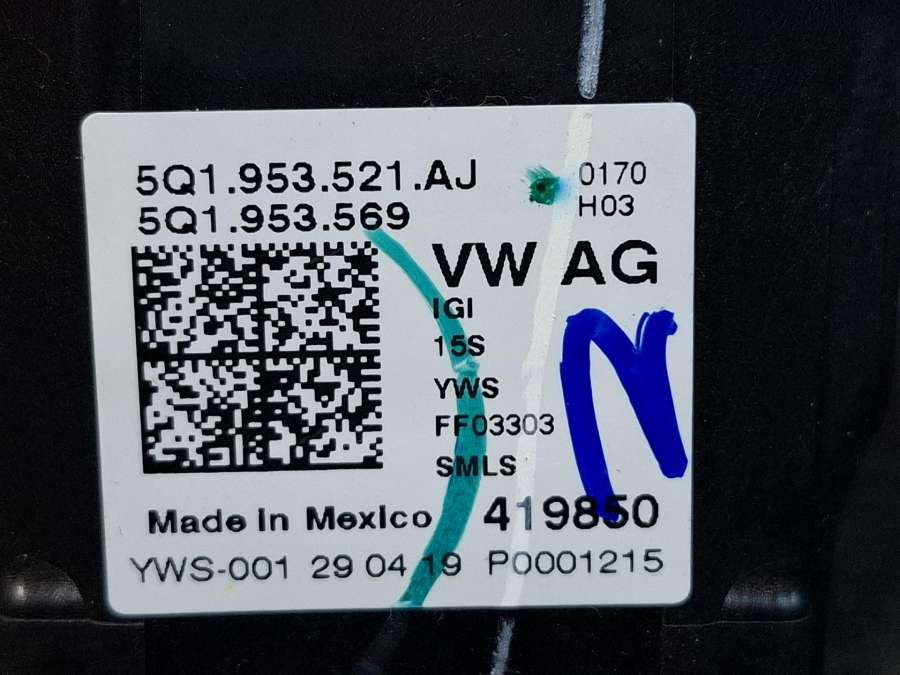 5Q1.953.521.AJ
5Q1.953.569
0170
H03
VW AG
IGI
15S
YWS
FF03303
SMLS
N
Made in Mexico 419850
YWS-001 29 04 19 P0001215